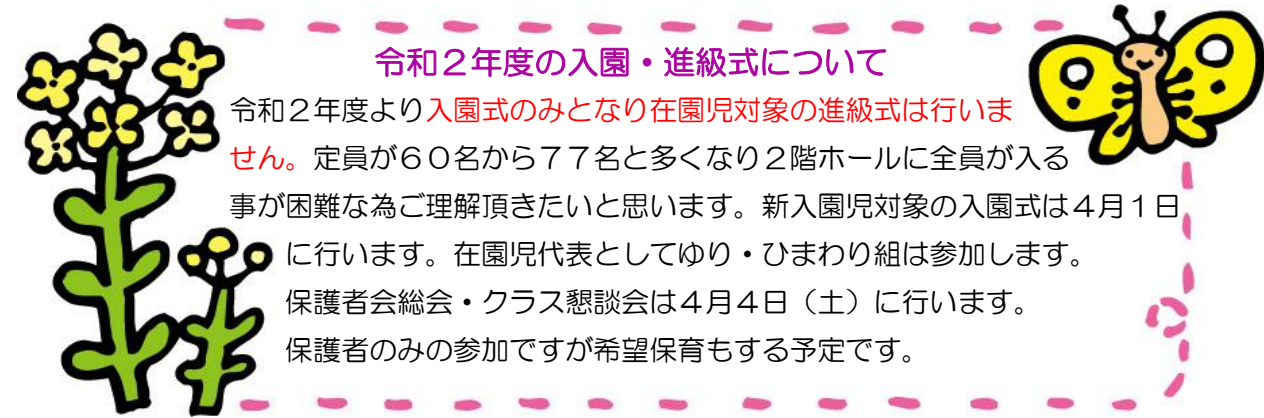 令和２年度の入園・進級式について
令和２年度より入園式のみとなり在園児対象の進級式は行いま
せん。定員が６０名から７７名と多くなり２階ホールに全員が入る
事が困難な為ご理解頂きたいと思います。新入園児対象の入園式は４月１日
に行います。在園児代表としてゆり・ひまわり組は参加します。
保護者会総会・クラス懇談会は４月４日（土）に行います。
保護者のみの参加ですが希望保育もする予定です。